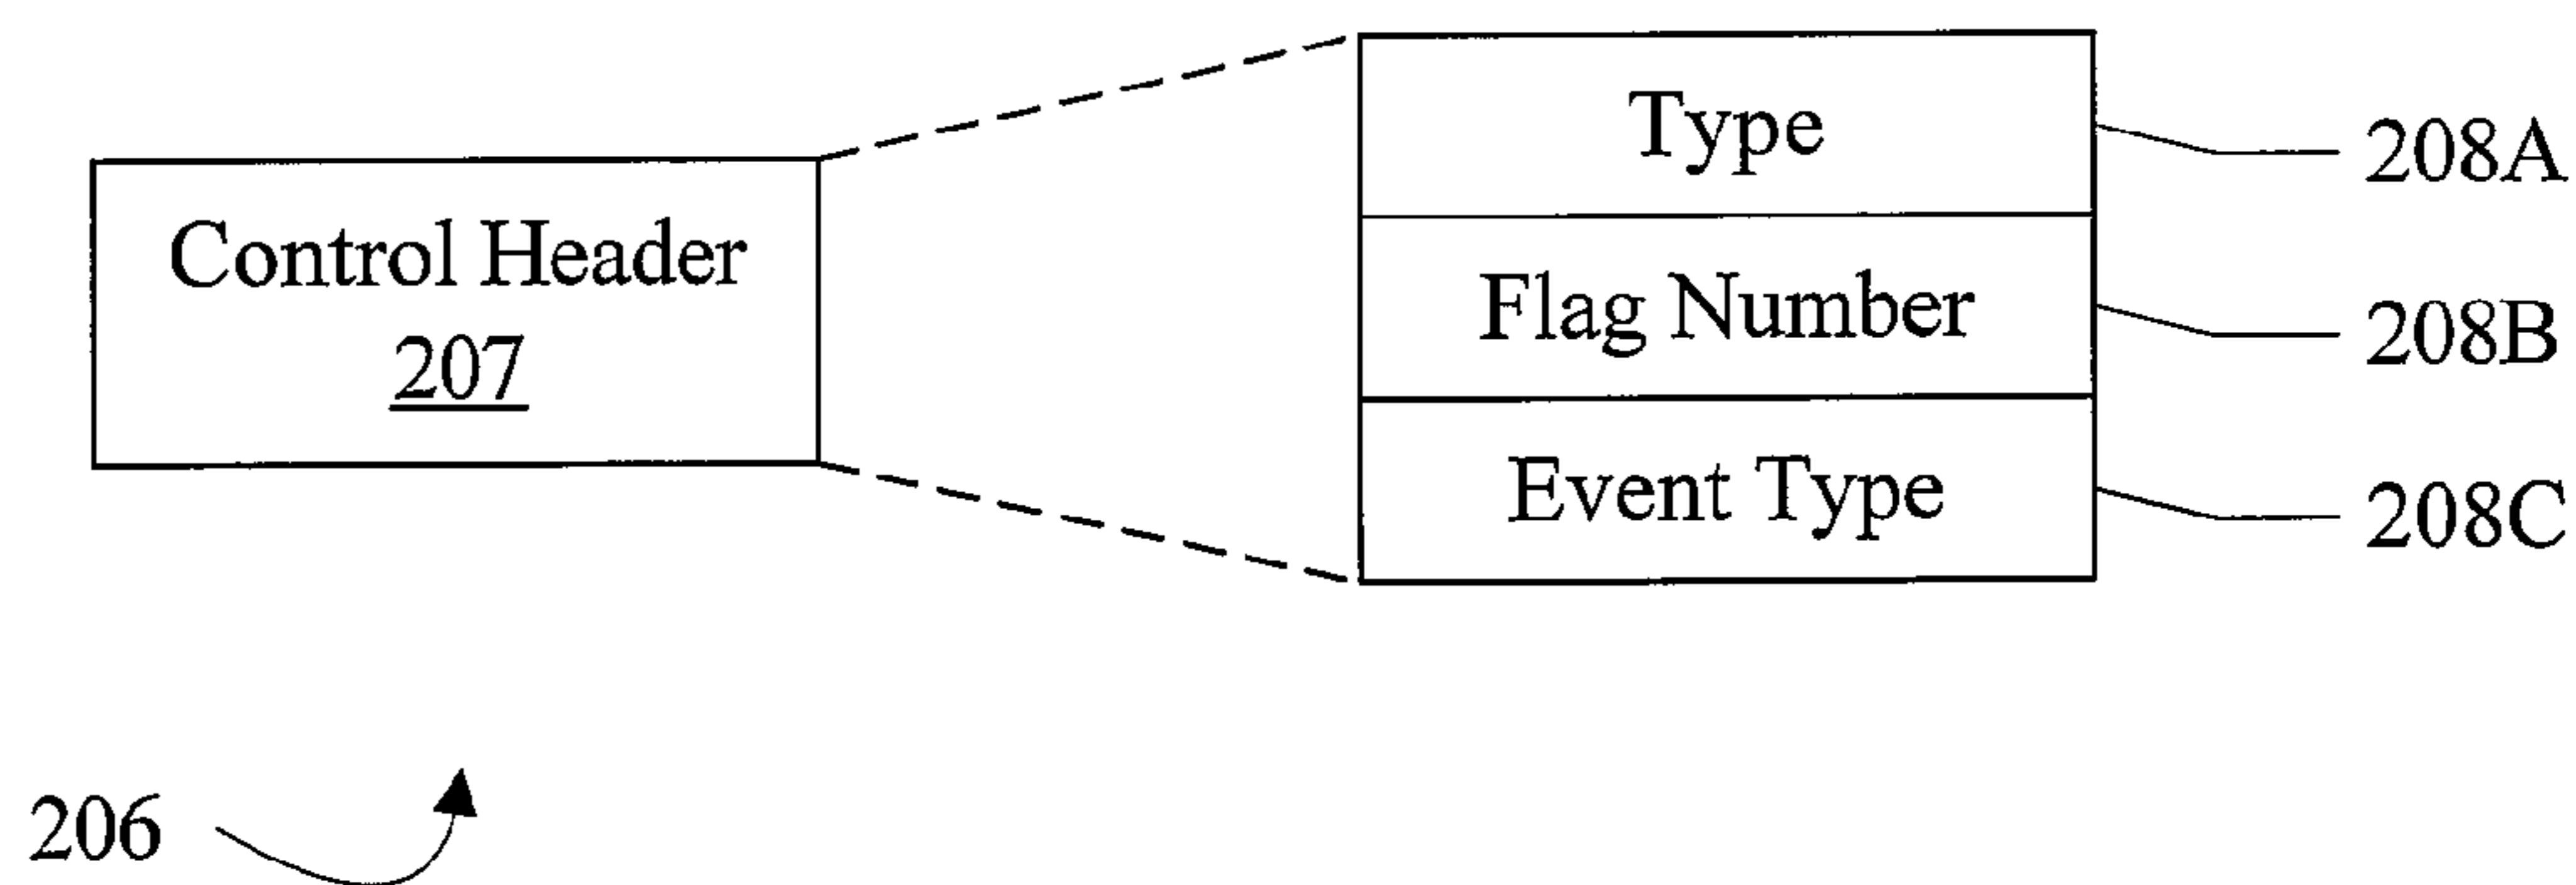 Control Header
207
Type
Flag Number
Event Type
208A
208B
208C
206